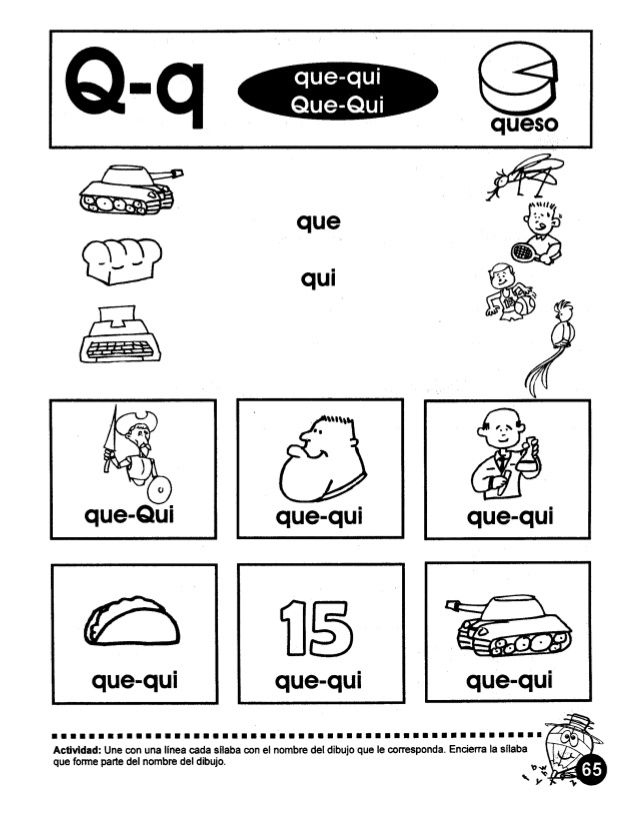 Q-q
que-qui
Que-Qui
queso
que
qui
que-Qui
que-qui
que-qui
15
que-qui
que-qui
que-qui
Actividad: Une con una línea cada sílaba con el nombre del dibujo que le corresponda. Encierra la sílaba
que forme parte del nombre del dibujo.
65